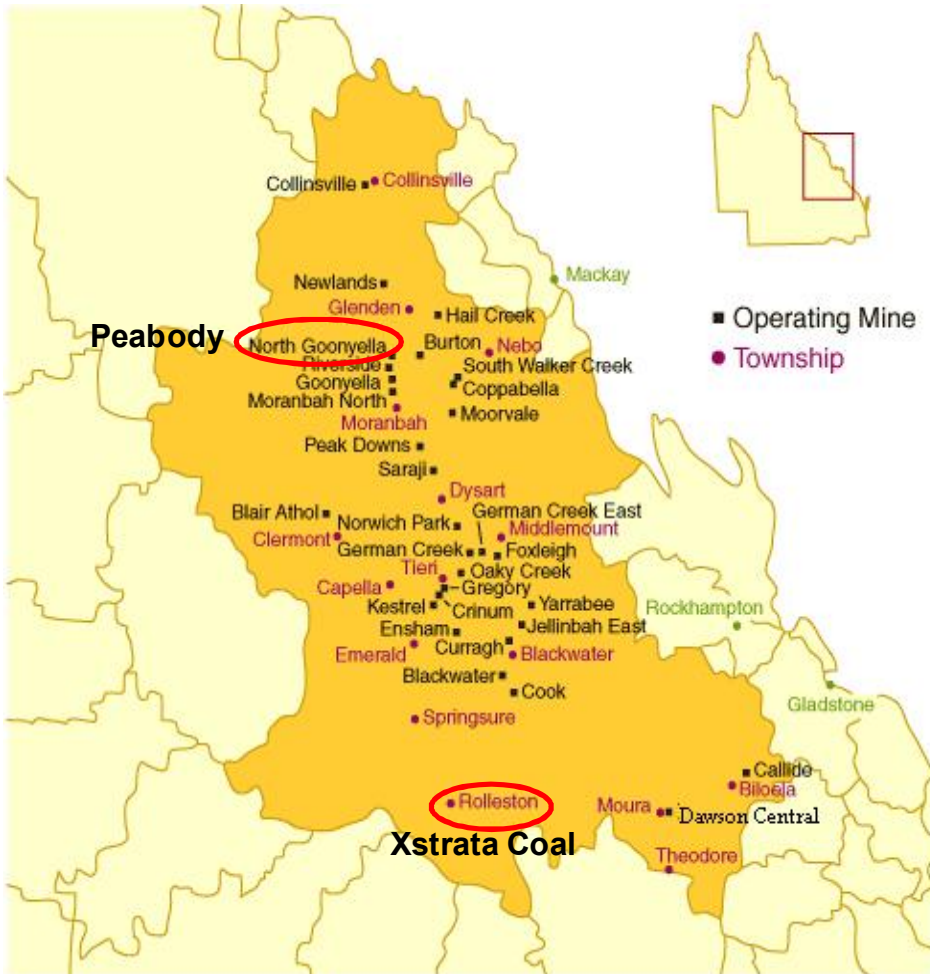 Collinsville
Collinsville
Newlands
Mackay
Glenden
Hail Creek
Operating Mine
Peabody
North Goonyella
Burton
Nebo
Township
Riverside
South Walker Creek
Goonyella
Coppabella
Moranbah North
Moorvale
Moranbah
Peak Downs
Saraji
Dysart
German Creek East
Blair Athol
Norwich Park
Middlemount
Clermont
German Creek
Foxleigh
Tieri
Oaky Creek
Capella
Gregory
Kestrel
Crinum
Yarrabee
Rockhampton
Ensham
Jellinbah East
Emerald
Curragh
Blackwater
Blackwater
Cook
Gladstone
Springsure
Callide
Biloela
Rolleston
Moura
Dawson Central
Xstrata Coal
Theodore